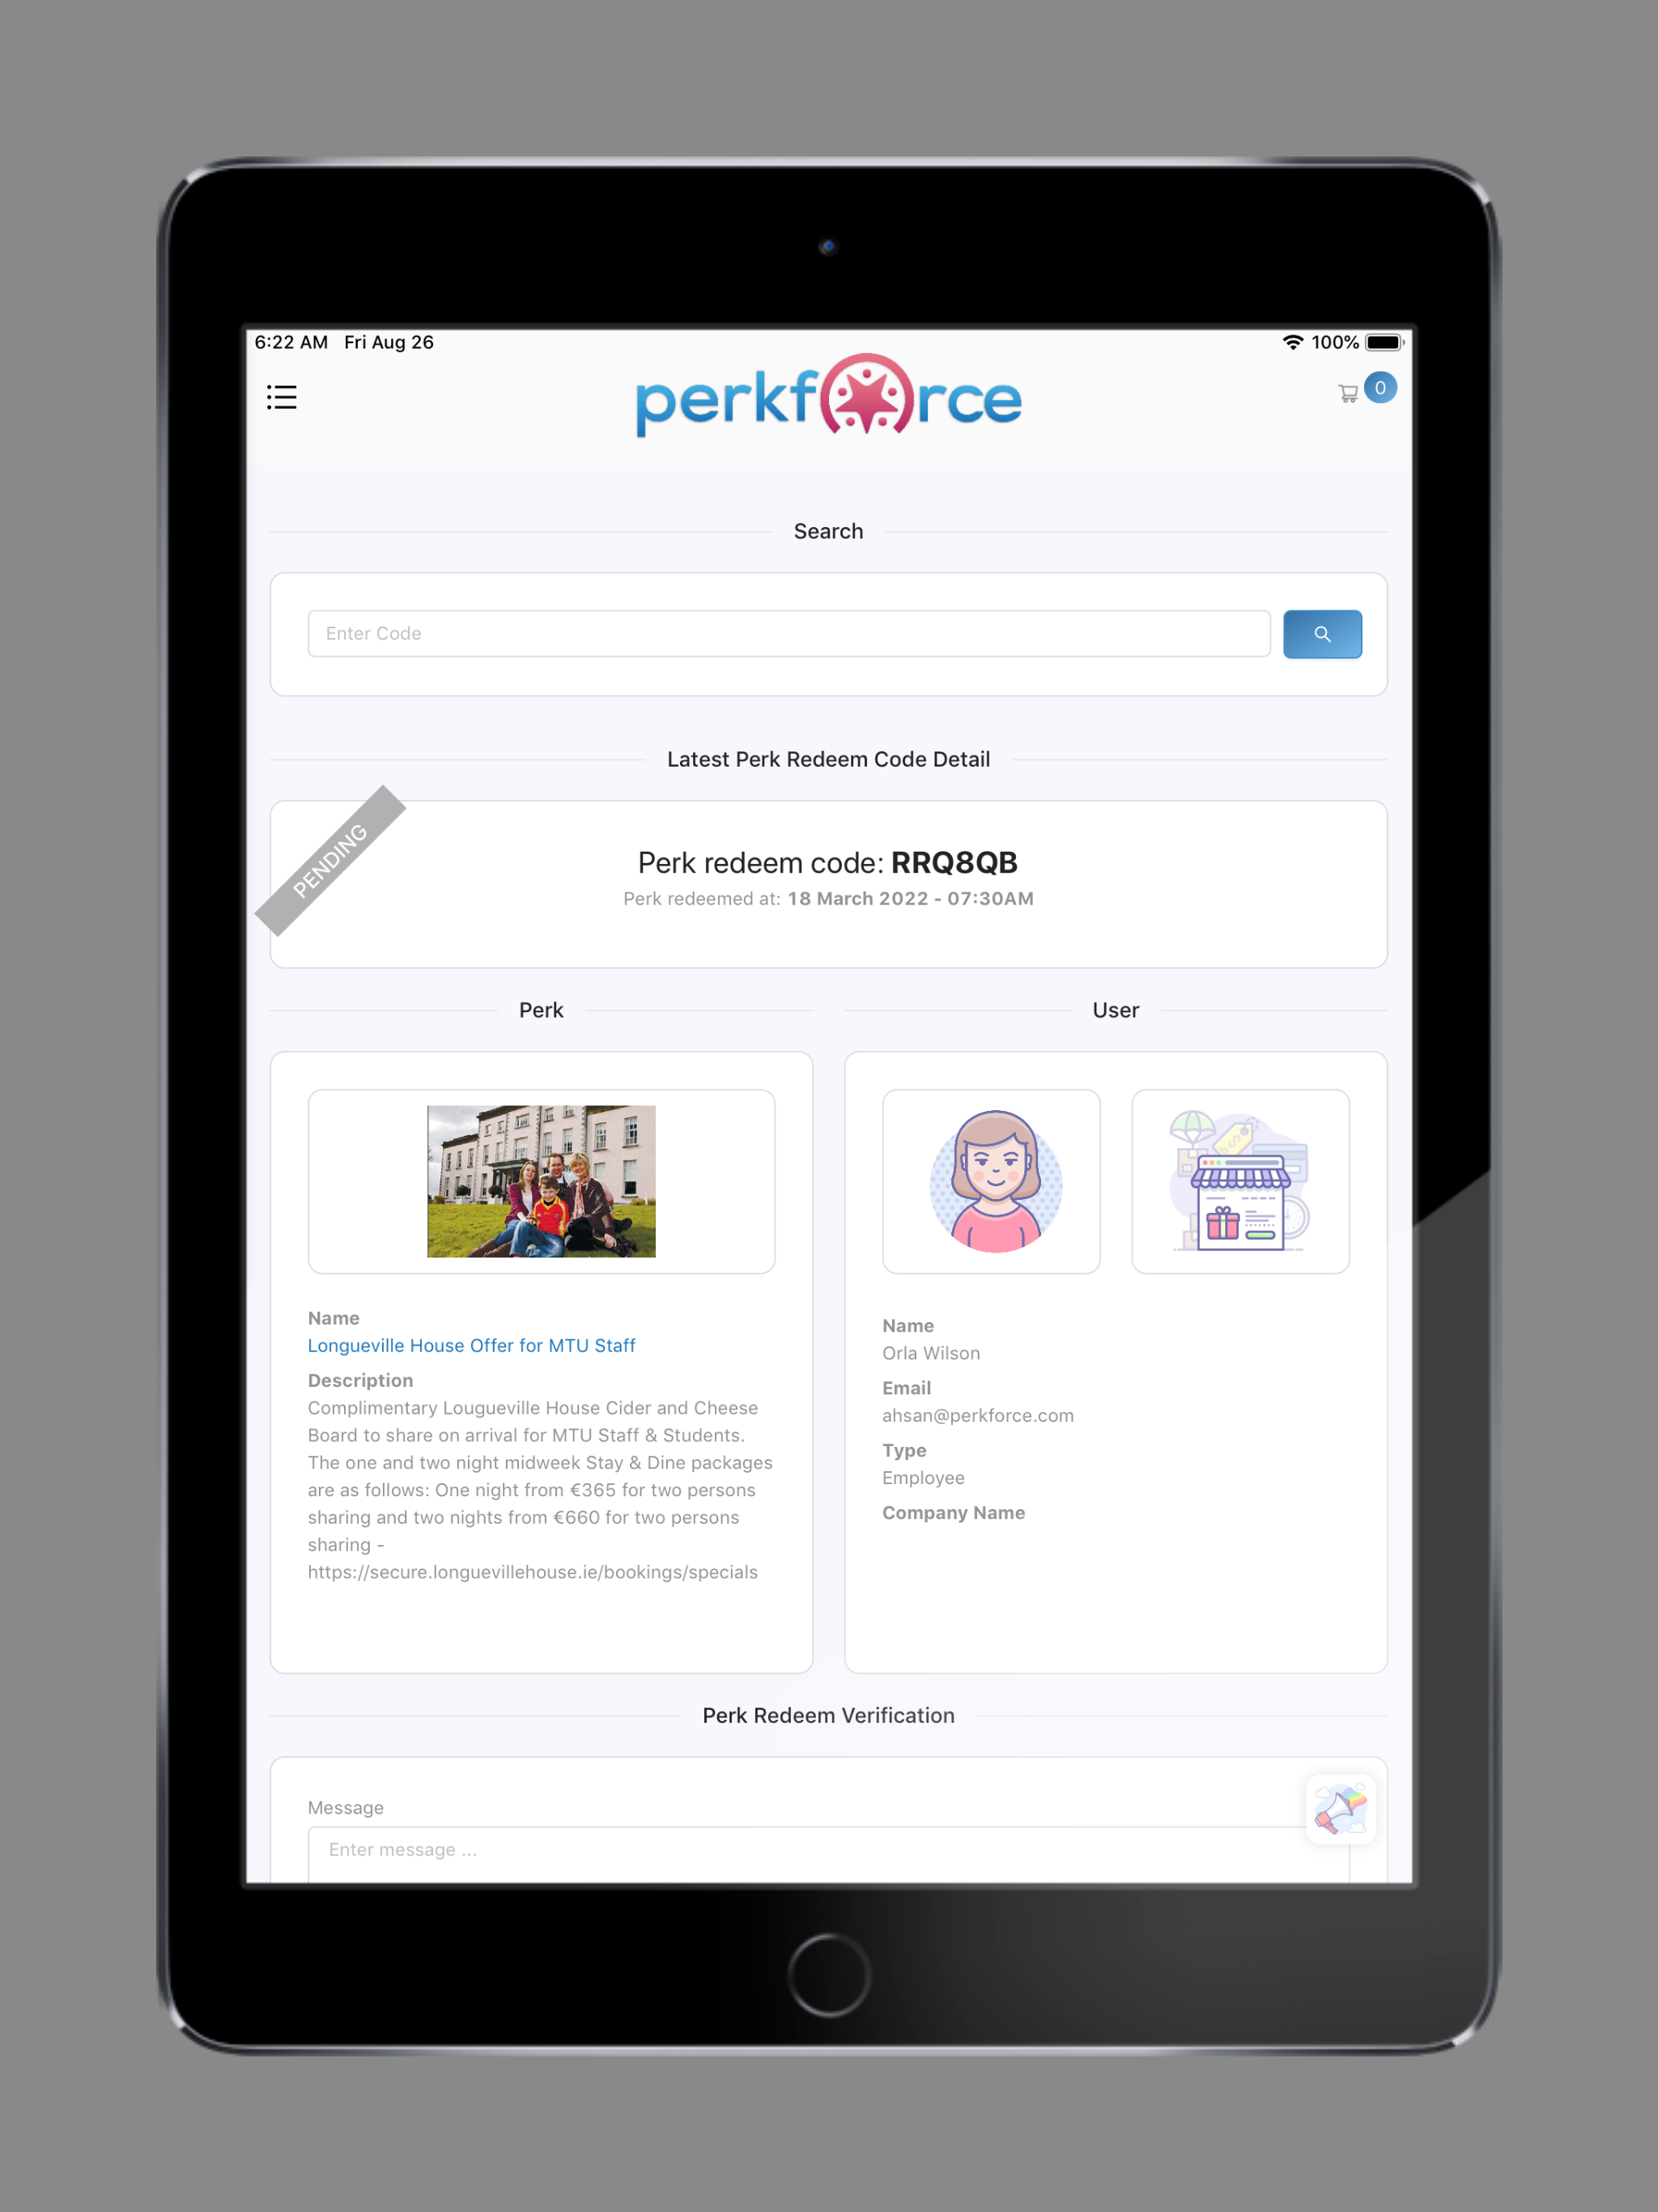 6:22 AM Fri Aug 26
100%
perkforce
0
Search
Enter Code
Latest Perk Redeem Code Detail
PENDING
Perk redeem code: RRQ8QB
Perk redeemed at: 18 March 2022 - 07:30AM
Perk
User
Name
Longueville House Offer for MTU Staff
Description
Complimentary Lougueville House Cider and Cheese
Board to share on arrival for MTU Staff & Students.
The one and two night midweek Stay & Dine packages
are as follows: One night from €365 for two persons
sharing and two nights from €660 for two persons
sharing -
https://secure.longuevillehouse.ie/bookings/specials
Name
Orla Wilson
Email
ahsan@perkforce.com
Type
Employee
Company Name
Perk Redeem Verification
Message
Enter message ...